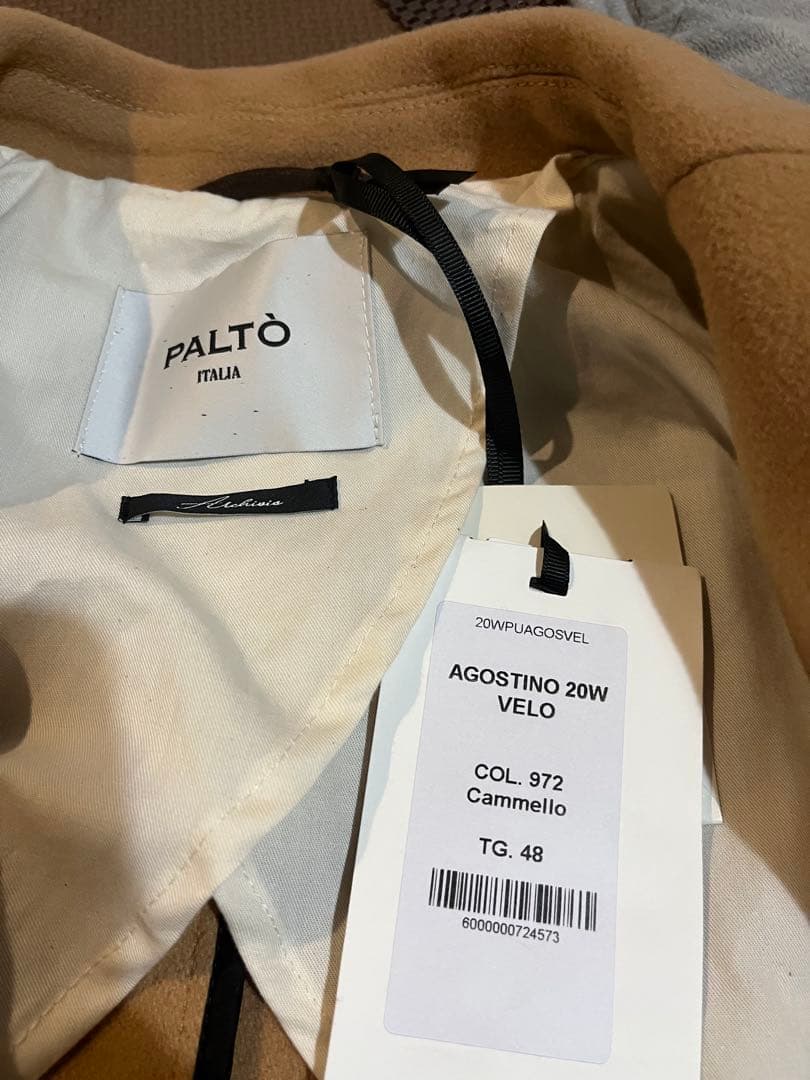 PALTÒ
ITALIA
Archivio
20WPUAGOSVEL
AGOSTINO 20W
VELO
COL. 972
Cammello
TG. 48
6000000724573